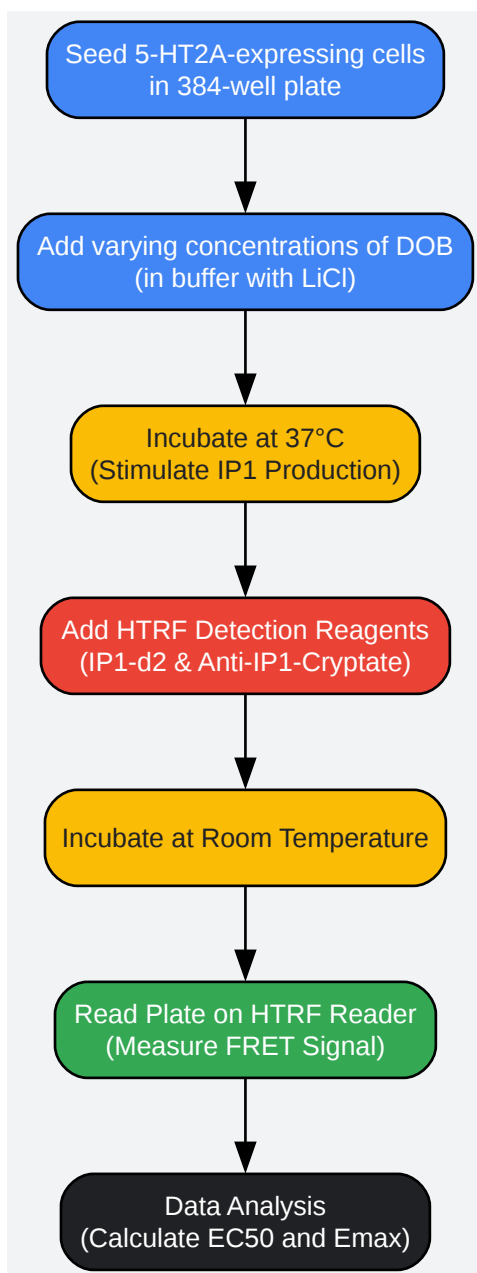 Seed 5-HT2A-expressing cells
in 384-well plate
Add varying concentrations of DOB
(in buffer with LiCl)
Incubate at 37°C
(Stimulate IP1 Production)
Add HTRF Detection Reagents
(IP1-d2 & Anti-IP1-Cryptate)
Incubate at Room Temperature
Read Plate on HTRF Reader
(Measure FRET Signal)
Data Analysis
(Calculate EC50 and Emax)